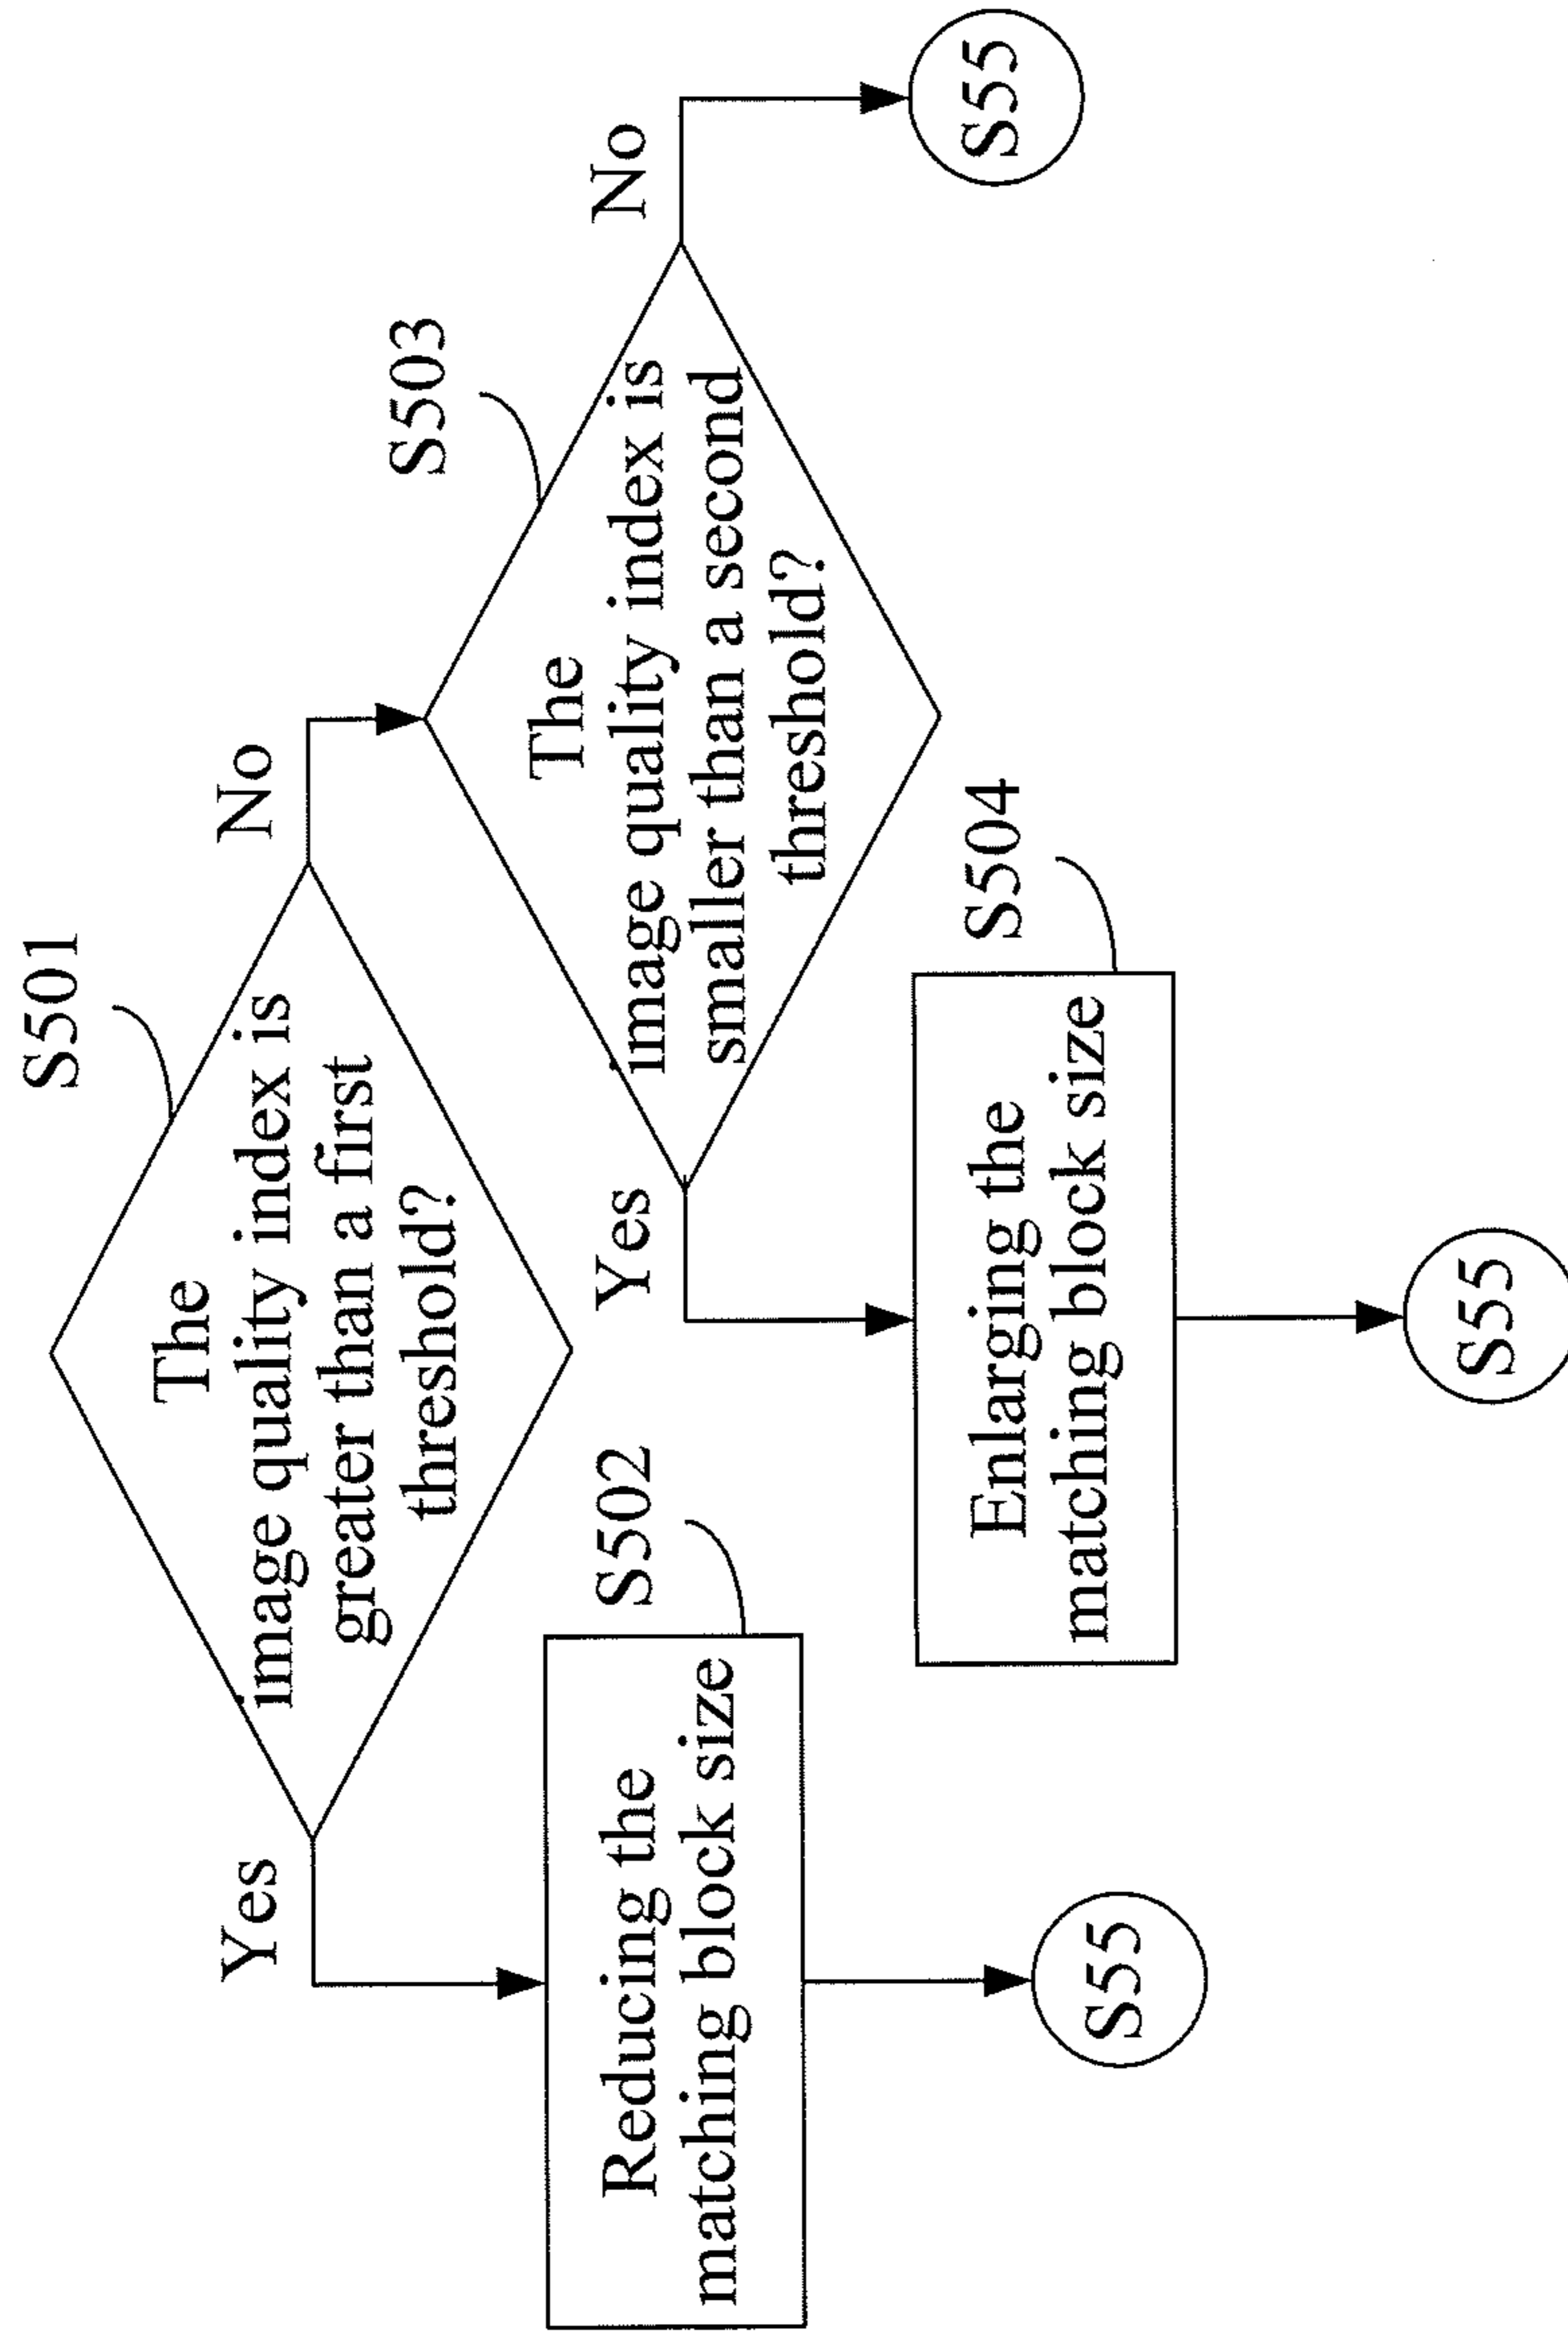 S501
The
image quality index is
greater than a first
threshold?
Yes
No
S502
Reducing the
matching block size
S55
S503
The
image quality index is
smaller than a second
threshold?
Yes
No
S504
Enlarging the
matching block size
S55
S55